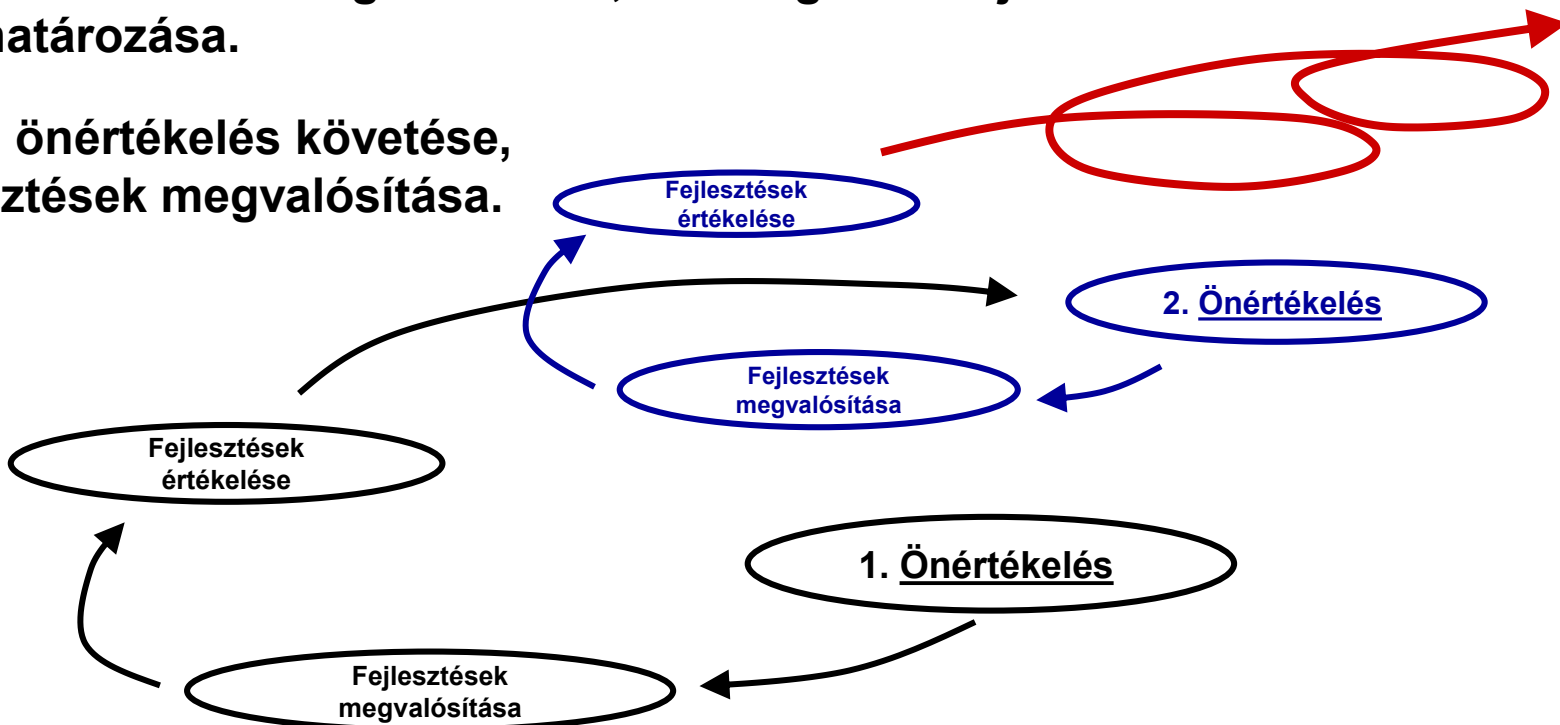 határozása.
önértékelés követése,
ztések megvalósítása.
Fejlesztések
értékelése
2. Önértékelés
Fejlesztések
megvalósítása
Fejlesztések
értékelése
1. Önértékelés
Fejlesztések
megvalósítása